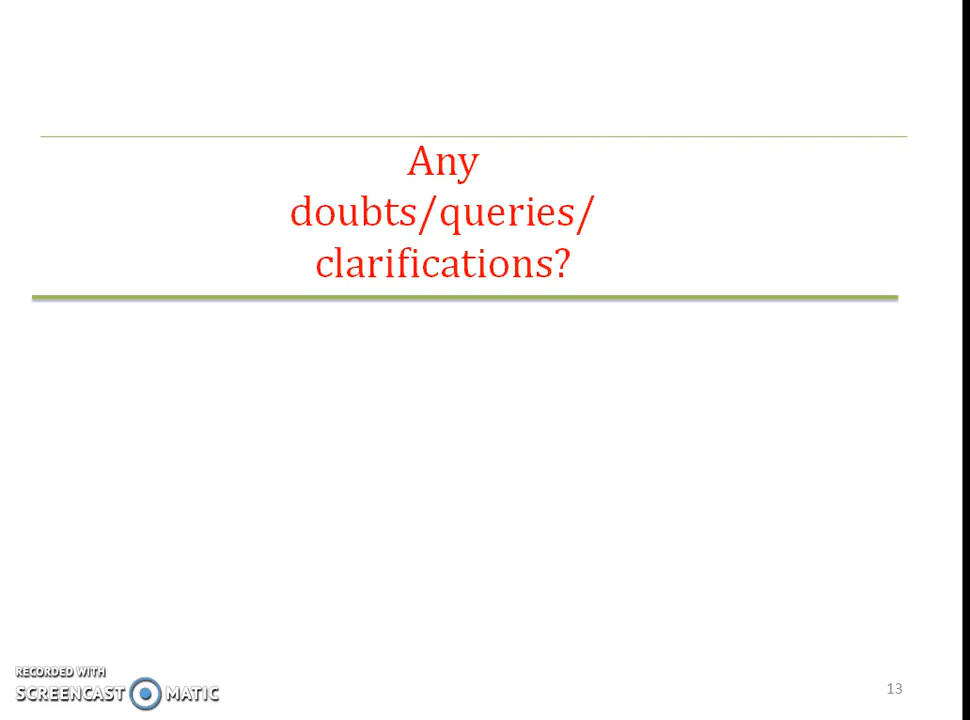 Any
doubts/queries/
clarifications?
RECORDED WITH
SCREENCAST MATIC
13